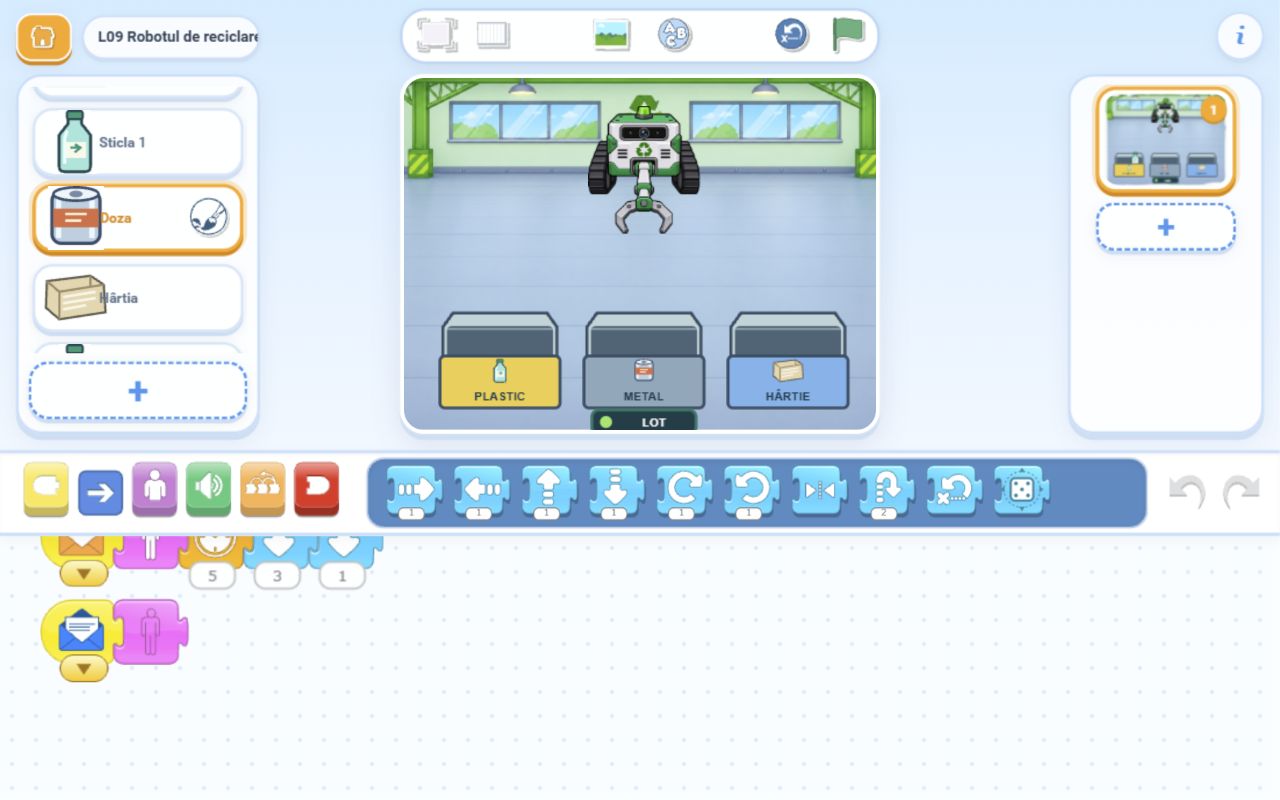 L09 Robotul de reciclare
i
A B C
Sticla 1
Doza
Hârtia
+
PLASTIC
METAL
HÂRTIE
LOT
1
+
1
1
1
1
1
1
2
5
3
1